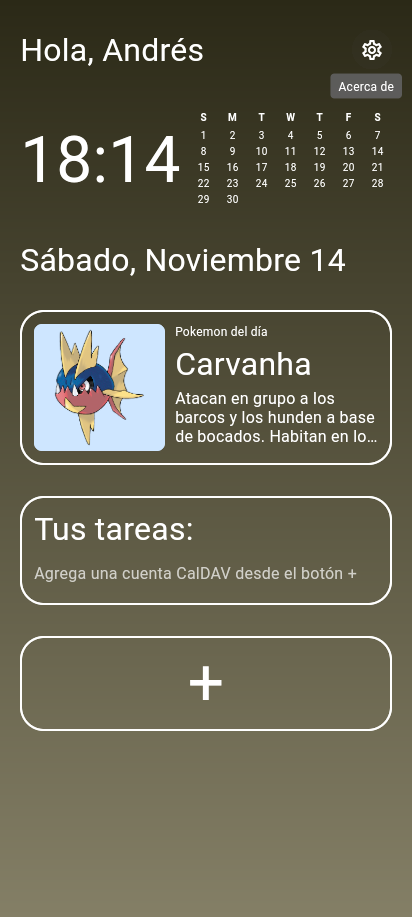 Hola, Andrés
Acerca de
18:14
S M T W T F S
1 2 3 4 5 6 7
8 9 10 11 12 13 14
15 16 17 18 19 20 21
22 23 24 25 26 27 28
29 30
Sábado, Noviembre 14
Pokemon del día
Carvanha
Atacan en grupo a los
barcos y los hunden a base
de bocados. Habitan en lo…
Tus tareas:
Agrega una cuenta CalDAV desde el botón +
+